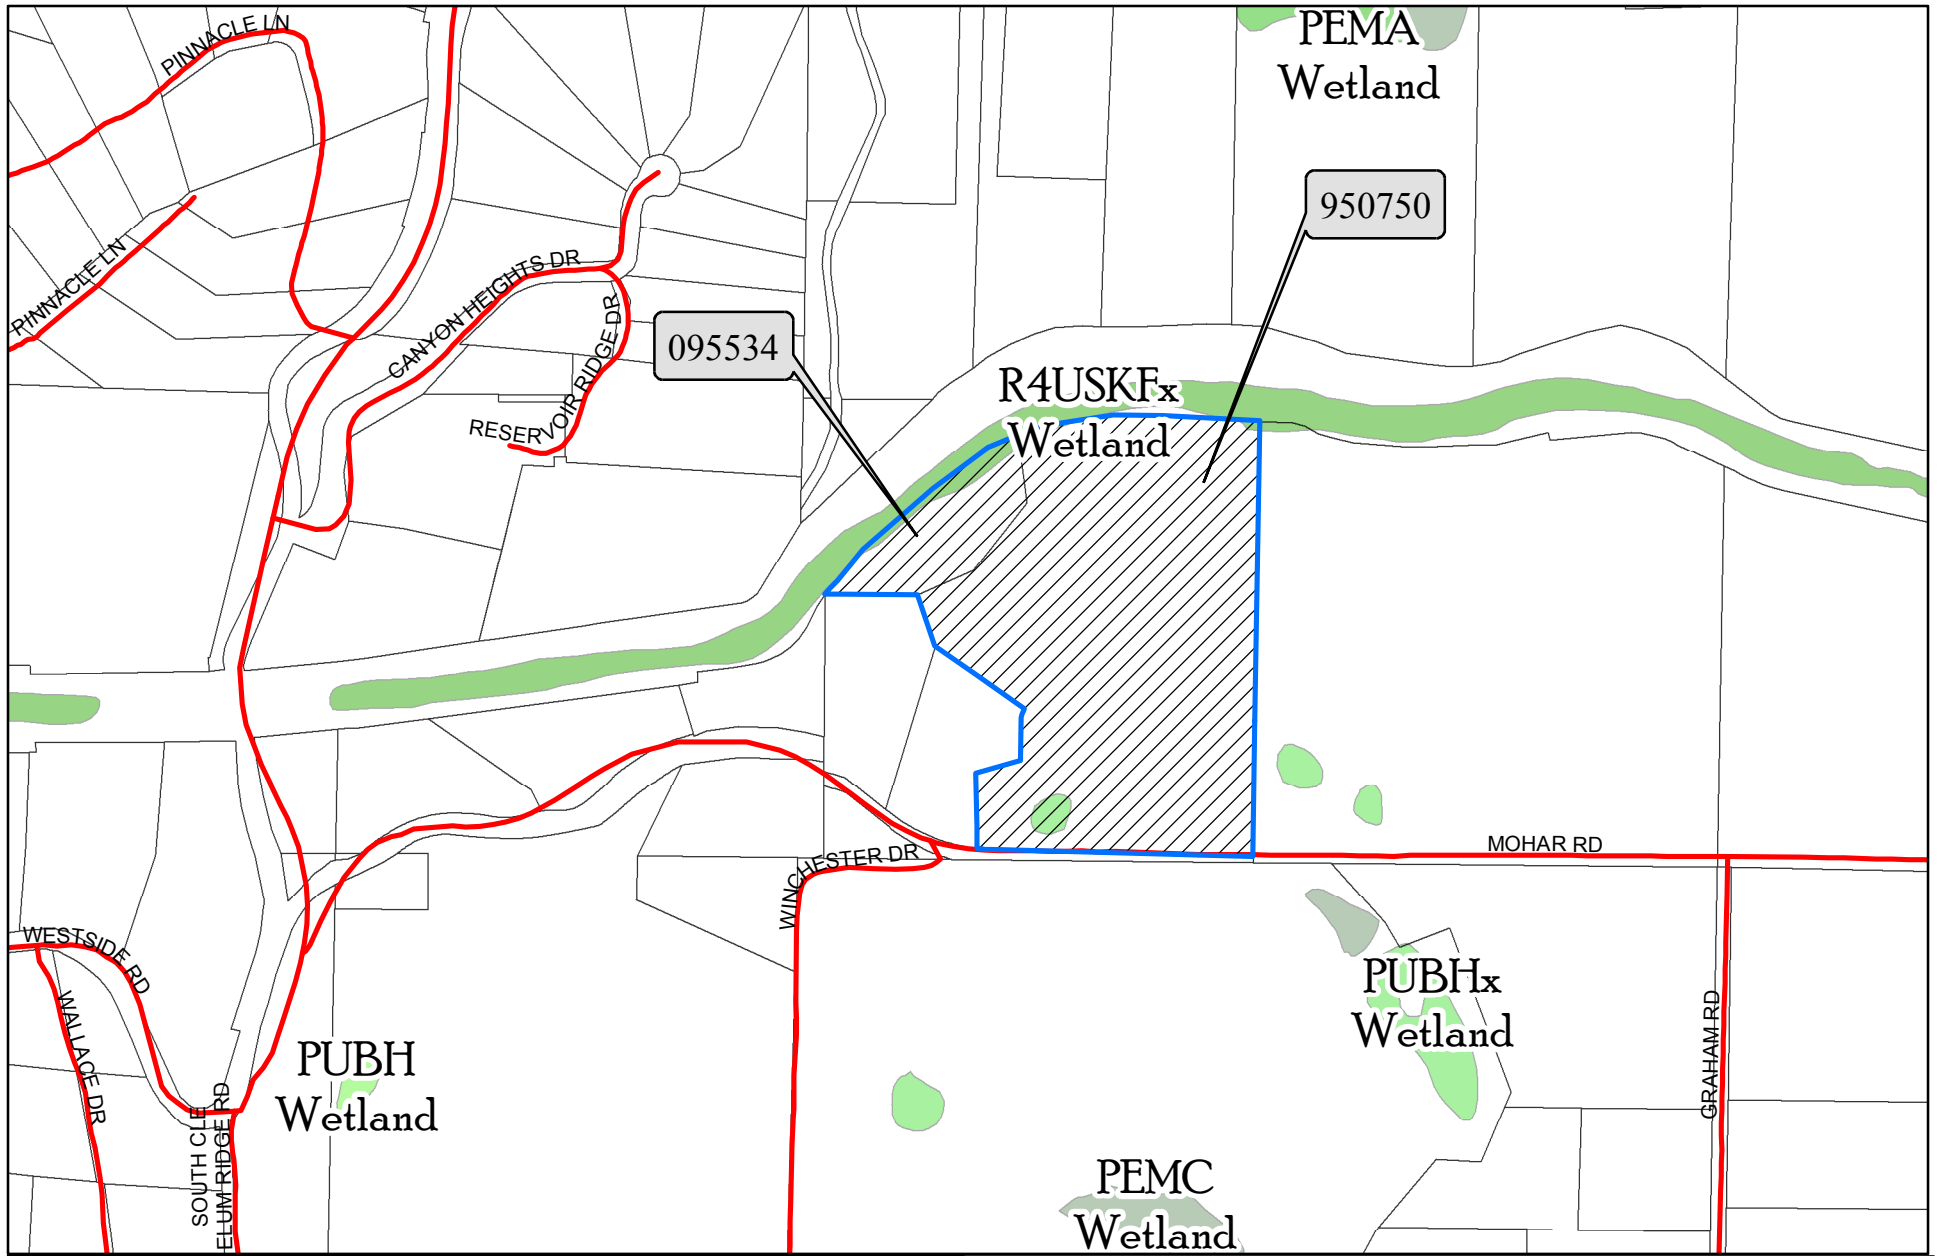 PINNACLE LN
PEMA
Wetland
950750
PINNACLE LN
CANYON HEIGHTS DR
RESERVOIR RIDGE DR
095534
R4USKFx
Wetland
MOHAR RD
WINCHESTER DR
WESTSIDE RD
WALLACE DR
PUBHx
Wetland
GRAHAM RD
PUBH
Wetland
SOUTH CLE
ELUM RIDGE RD
PEMC
Wetland